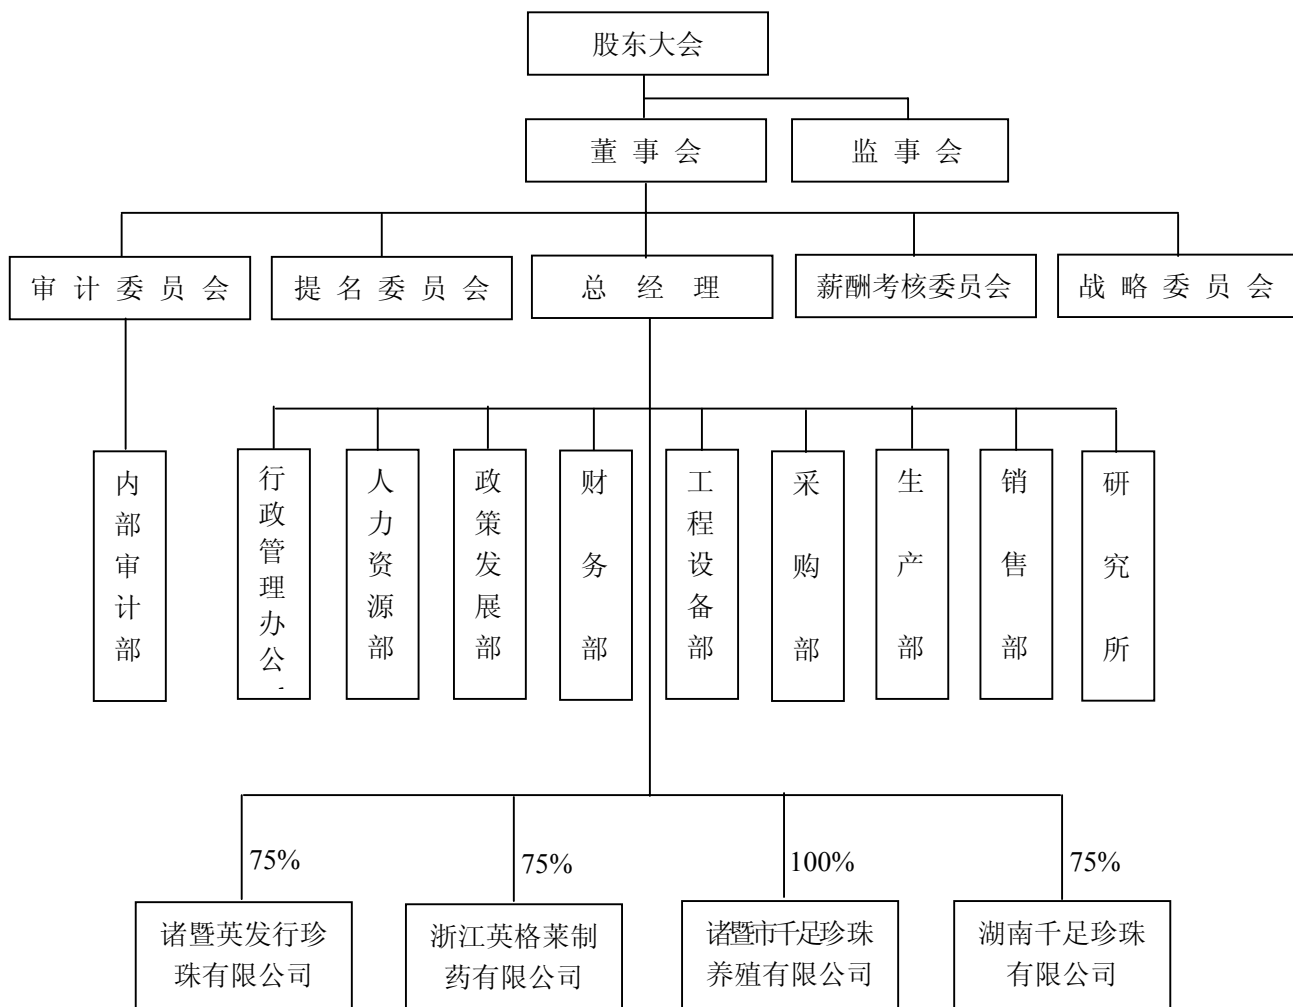 股东大会
董事会
监事会
审计委员会
提名委员会
总经理
薪酬考核委员会
战略委员会
内部审计部
行政管理办公
人力资源部
政策发展部
财务部
工程设备部
采购部
生产部
销售部
研究所
75%
75%
100%
75%
诸暨英发行珍
珠有限公司
浙江英格莱制
药有限公司
诸暨市千足珍珠
养殖有限公司
湖南千足珍珠
有限公司